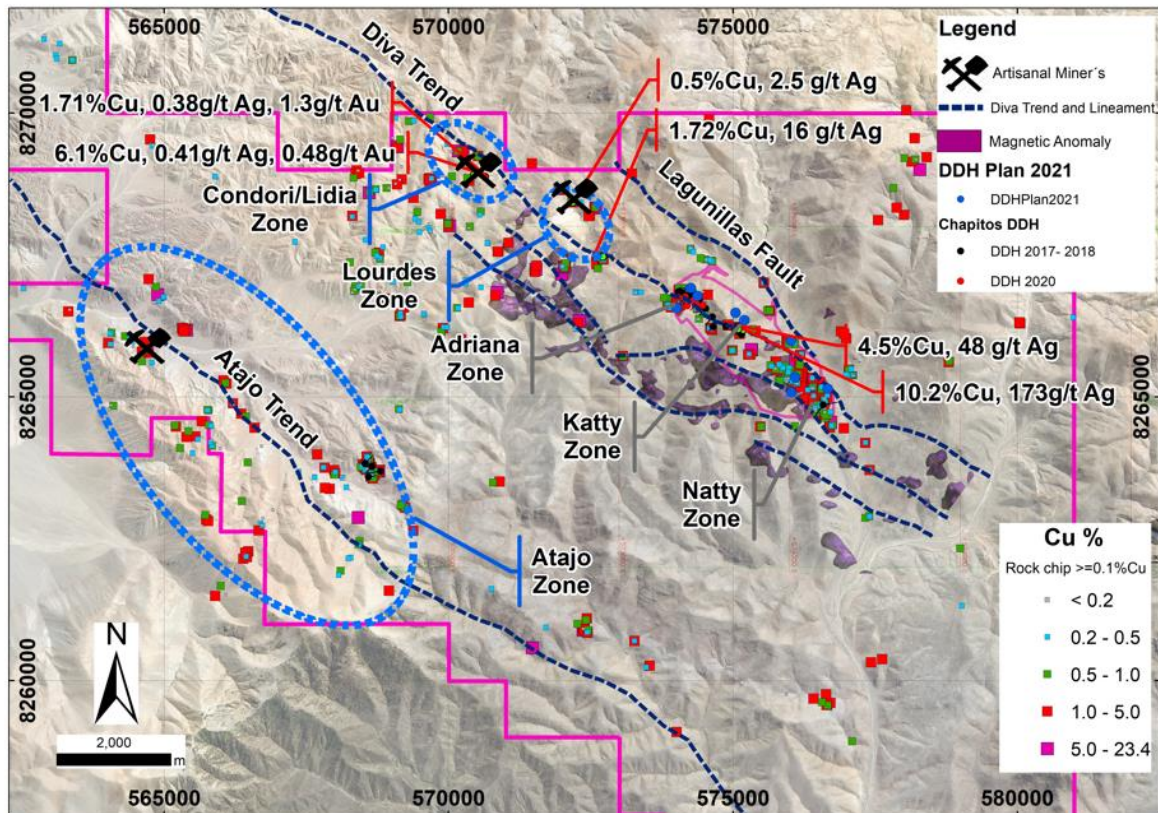 565000
570000
575000
Legend
Artisanal Miner´s
Diva Trend and Lineament
Magnetic Anomaly
DDH Plan 2021
DDHPlan2021
Chapitos DDH
DDH 2017- 2018
DDH 2020
8270000
8265000
8260000
Diva Trend
0.5%Cu, 2.5 g/t Ag
1.71%Cu, 0.38g/t Ag, 1.3g/t Au
1.72%Cu, 16 g/t Ag
6.1%Cu, 0.41g/t Ag, 0.48g/t Au
Condori/Lidia
Zone
Lagunillas Fault
Lourdes
Zone
Adriana
Zone
4.5%Cu, 48 g/t Ag
10.2%Cu, 173g/t Ag
8265000
Atajo Trend
Katty
Zone
Natty
Zone
Atajo
Zone
Cu %
Rock chip >=0.1%Cu
< 0.2
0.2 - 0.5
0.5 - 1.0
1.0 - 5.0
5.0 - 23.4
N
2,000
m
565000
570000
575000
580000